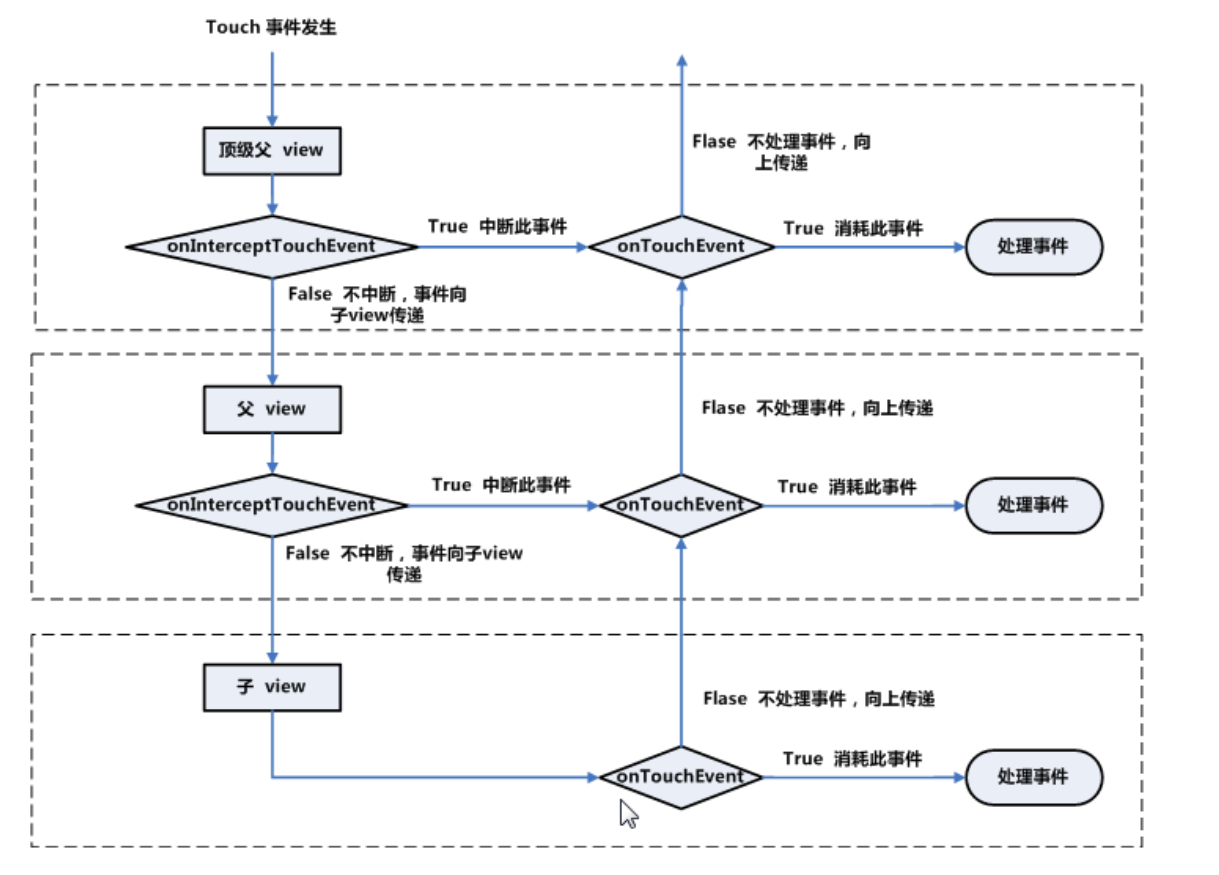 Touch 事件发生
顶级父 view
Flase 不处理事件，向
上传递
onInterceptTouchEvent
True 中断此事件
onTouchEvent
True 消耗此事件
处理事件
False 不中断，事件向
子view传递
父 view
Flase 不处理事件，向上传递
onInterceptTouchEvent
True 中断此事件
onTouchEvent
True 消耗此事件
处理事件
False 不中断，事件向子view
传递
子 view
Flase 不处理事件，向上传递
onTouchEvent
True 消耗此事件
处理事件